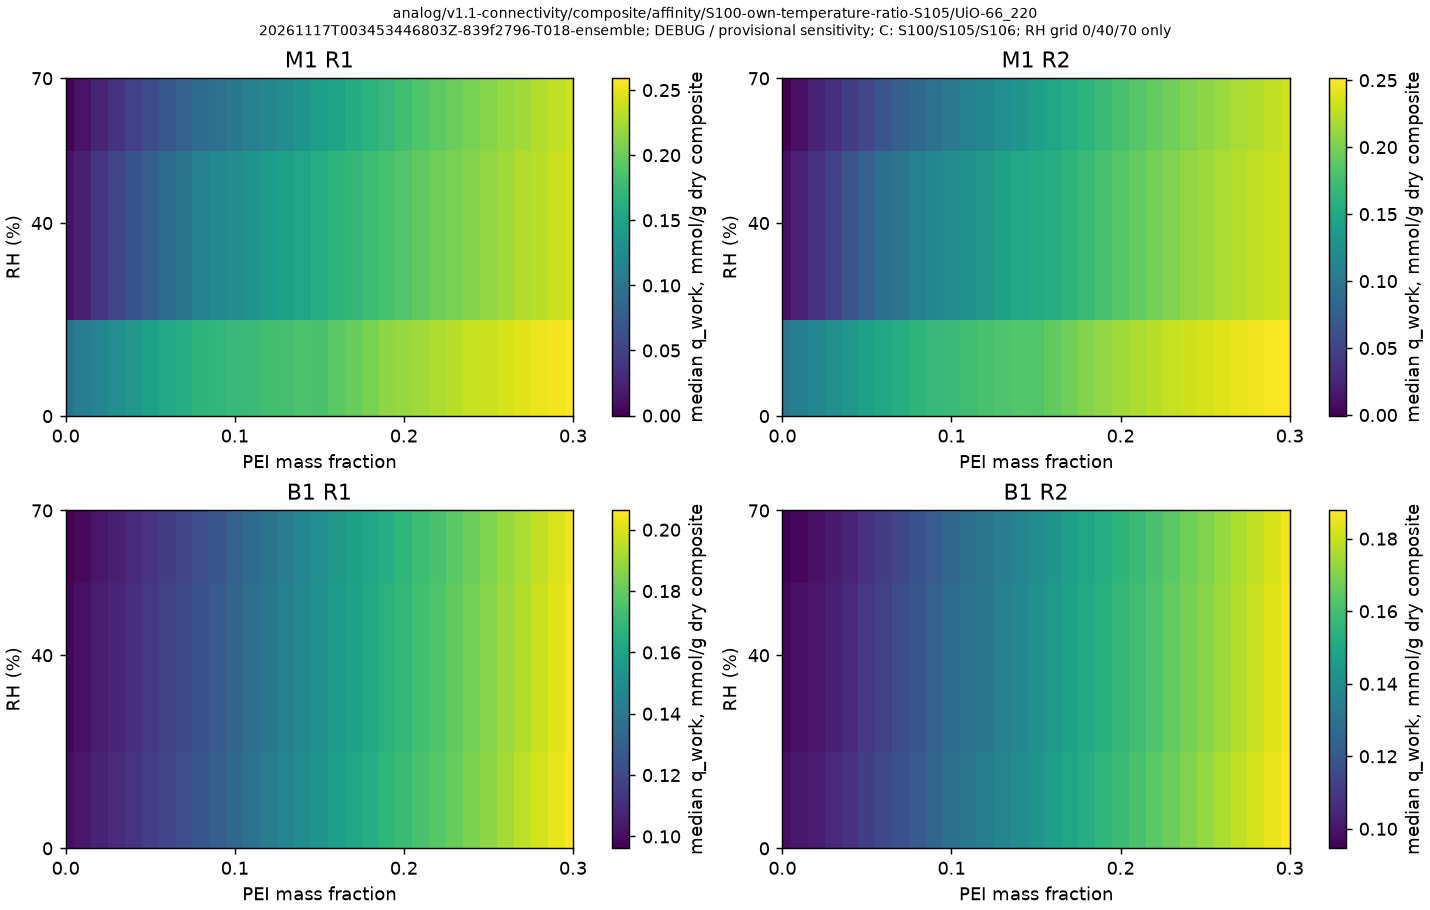 analog/v1.1-connectivity/composite/affinity/S100-own-temperature-ratio-S105/UiO-66_220
20261117T003453446803Z-839f2796-T018-ensemble; DEBUG / provisional sensitivity; C: S100/S105/S106; RH grid 0/40/70 only
M1 R1
70
40
0
RH (%)
0.0 0.1 0.2 0.3
PEI mass fraction
0.25
0.20
0.15
0.10
0.05
0.00
median q_work, mmol/g dry composite
M1 R2
70
40
0
RH (%)
0.0 0.1 0.2 0.3
PEI mass fraction
0.25
0.20
0.15
0.10
0.05
0.00
median q_work, mmol/g dry composite
B1 R1
70
40
0
RH (%)
0.0 0.1 0.2 0.3
PEI mass fraction
0.20
0.18
0.16
0.14
0.12
0.10
median q_work, mmol/g dry composite
B1 R2
70
40
0
RH (%)
0.0 0.1 0.2 0.3
PEI mass fraction
0.18
0.16
0.14
0.12
0.10
median q_work, mmol/g dry composite